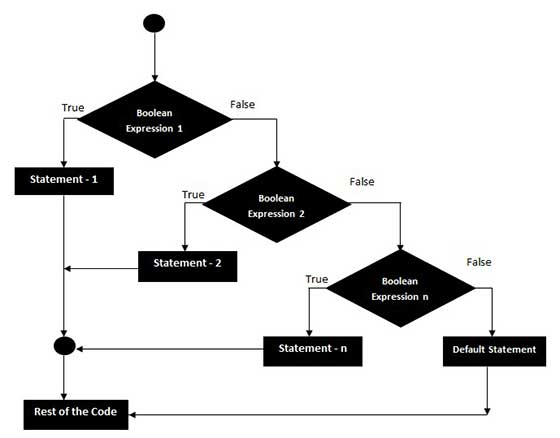 True
Boolean
Expression 1
False
Statement - 1
True
Boolean
Expression 2
False
Statement - 2
True
Boolean
Expression n
False
Statement - n
Default Statement
Rest of the Code